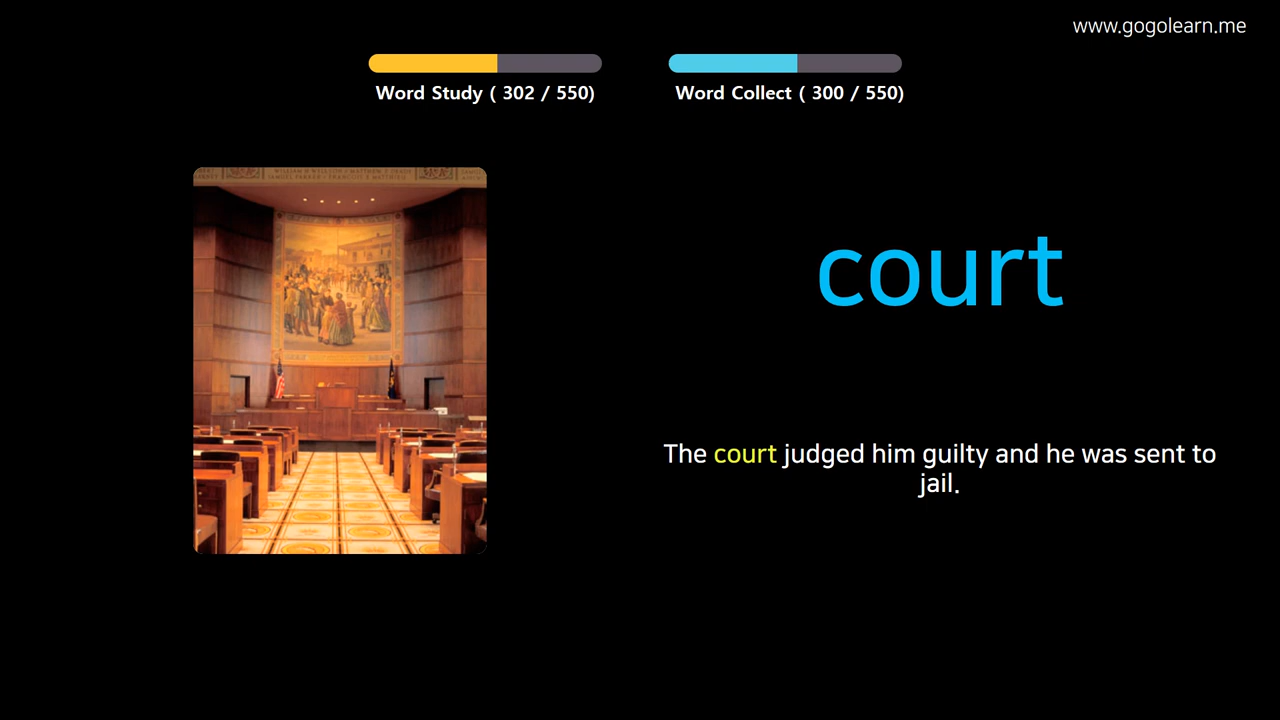 www.gogolearn.me
Word Study ( 302 / 550)
Word Collect ( 300 / 550)
court
The court judged him guilty and he was sent to
jail.